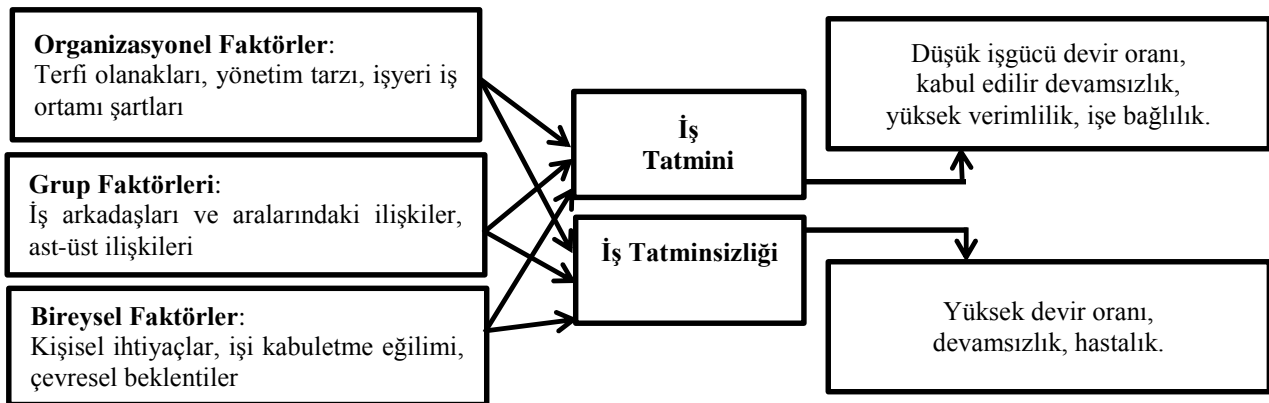 Organizasyonel Faktörler:
Terfi olanakları, yönetim tarzı, işyeri iş
ortamı şartları
Grup Faktörleri:
İş arkadaşları ve aralarındaki ilişkiler,
ast-üst ilişkileri
Bireysel Faktörler:
Kişisel ihtiyaçlar, işi kabuletme eğilimi,
çevresel beklentiler
İş
Tatmini
İş Tatminsizliği
Düşük işgücü devir oranı,
kabul edilir devamsızlık,
yüksek verimlilik, işe bağlılık.
Yüksek devir oranı,
devamsızlık, hastalık.